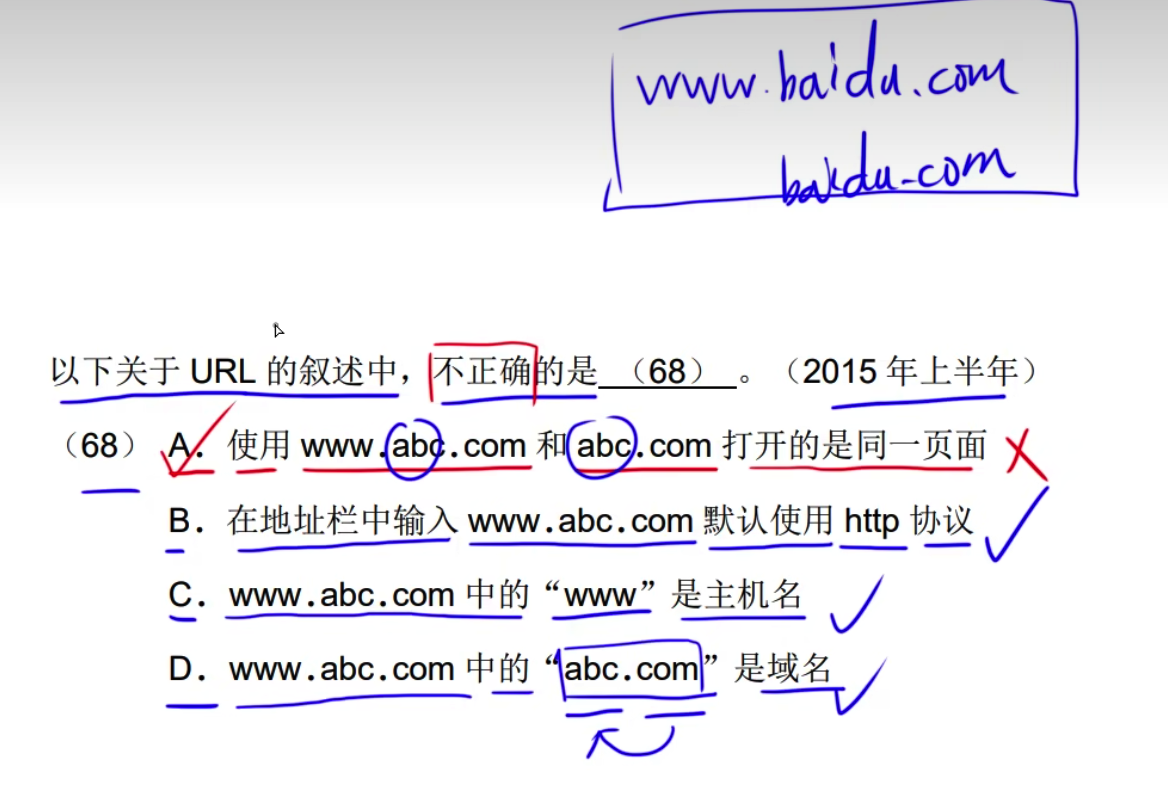 www.baidu.com
baidu.com
以下关于 URL 的叙述中，不正确的是 （68） 。（2015 年上半年）
（68） A．使用 www.abc.com 和 abc.com 打开的是同一页面
B．在地址栏中输入 www.abc.com 默认使用 http 协议
C．www.abc.com 中的“www”是主机名
D．www.abc.com 中的“abc.com”是域名